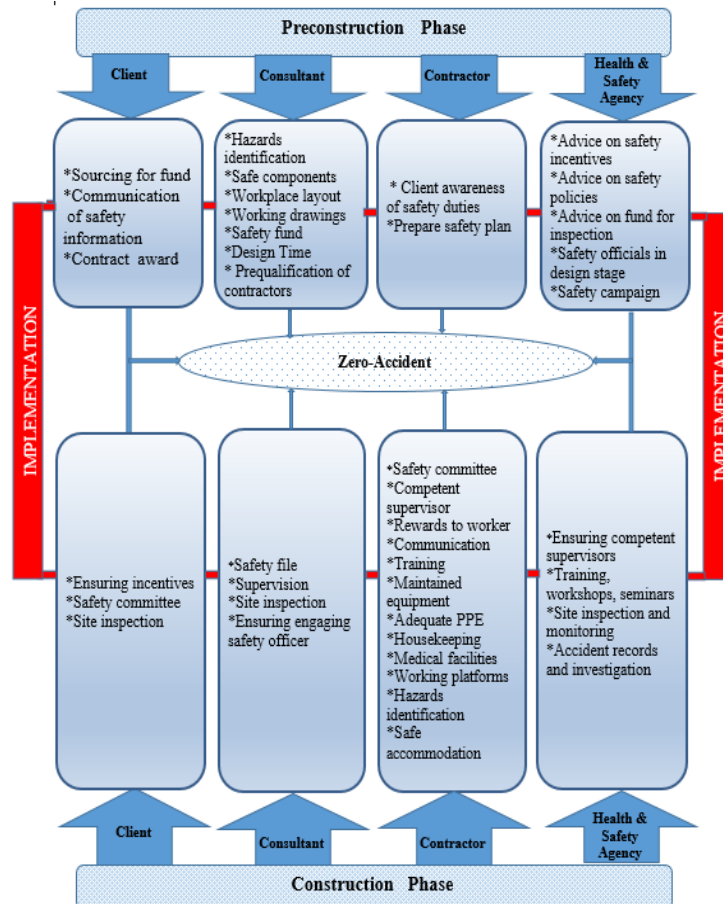 Preconstruction Phase
Client
Consultant
Contractor
Health &
Safety
Agency
*Sourcing for fund
*Communication
of safety
information
*Contract award
*Hazards
identification
*Safe components
*Workplace layout
*Working drawings
*Safety fund
*Design Time
* Prequalification of
contractors
* Client awareness
of safety duties
*Prepare safety plan
*Advice on safety
incentives
*Advice on safety
policies
*Advice on fund for
inspection
*Safety officials in
design stage
*Safety campaign
IMPLEMENTATION
IMPLEMENTATION
Zero-Accident
*Ensuring incentives
*Safety committee
*Site inspection
*Safety file
*Supervision
*Site inspection
*Ensuring engaging
safety officer
*Safety committee
*Competent
supervisor
*Rewards to worker
*Communication
*Training
*Maintained
equipment
*Adequate PPE
*Housekeeping
*Medical facilities
*Working platforms
*Hazards
identification
*Safe
accommodation
*Ensuring competent
supervisors
*Training,
workshops, seminars
*Site inspection and
monitoring
*Accident records
and investigation
Client
Consultant
Contractor
Health &
Safety
Agency
Construction Phase